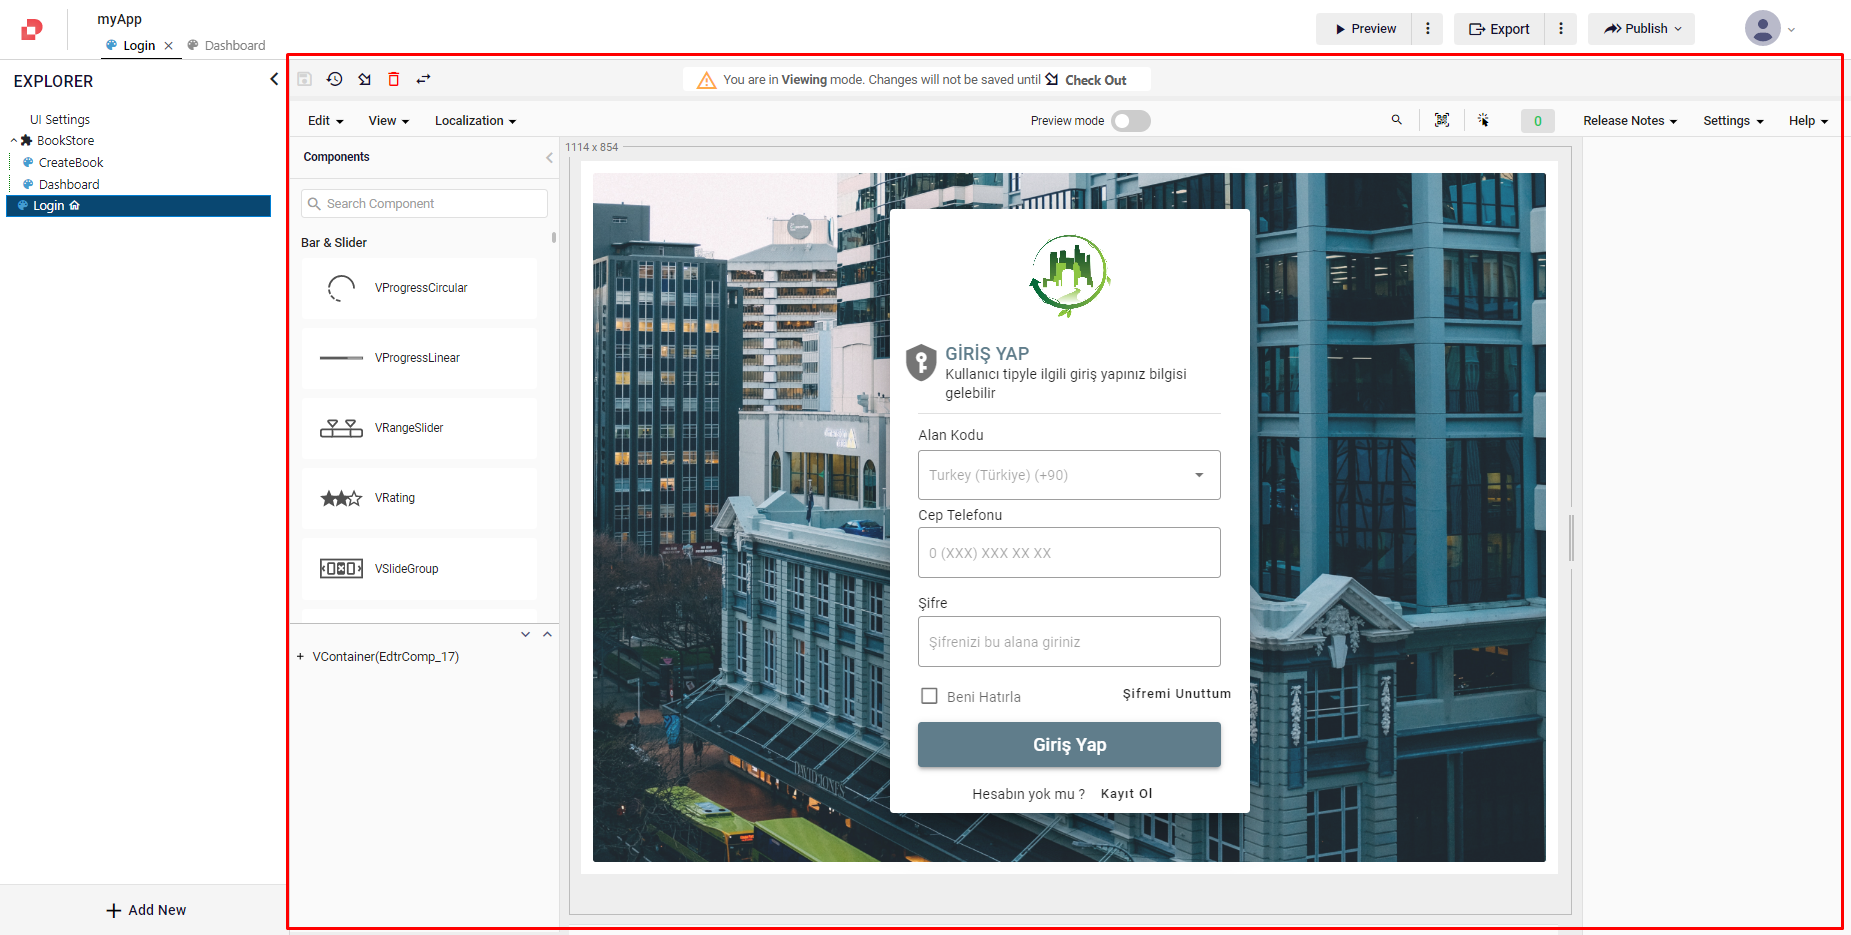 myApp
Login
Dashboard
Preview
Export
Publish
EXPLORER
UI Settings
BookStore
CreateBook
Dashboard
Login
Add New
You are in Viewing mode. Changes will not be saved until Check Out
Edit
View
Localization
Preview mode
0
Release Notes
Settings
Help
Components
Search Component
Bar & Slider
VProgressCircular
VProgressLinear
VRangeSlider
VRating
VSlideGroup
+ VContainer(EdtrComp_17)
1114 x 854
GİRİŞ YAP
Kullanıcı tipyle ilgili giriş yapınız bilgisi
gelebilir
Alan Kodu
Turkey (Türkiye) (+90)
Cep Telefonu
0 (XXX) XXX XX XX
Şifre
Şifrenizi bu alana giriniz
Beni Hatırla
Şifremi Unuttum
Giriş Yap
Hesabın yok mu ? Kayıt Ol
DAVID JONES